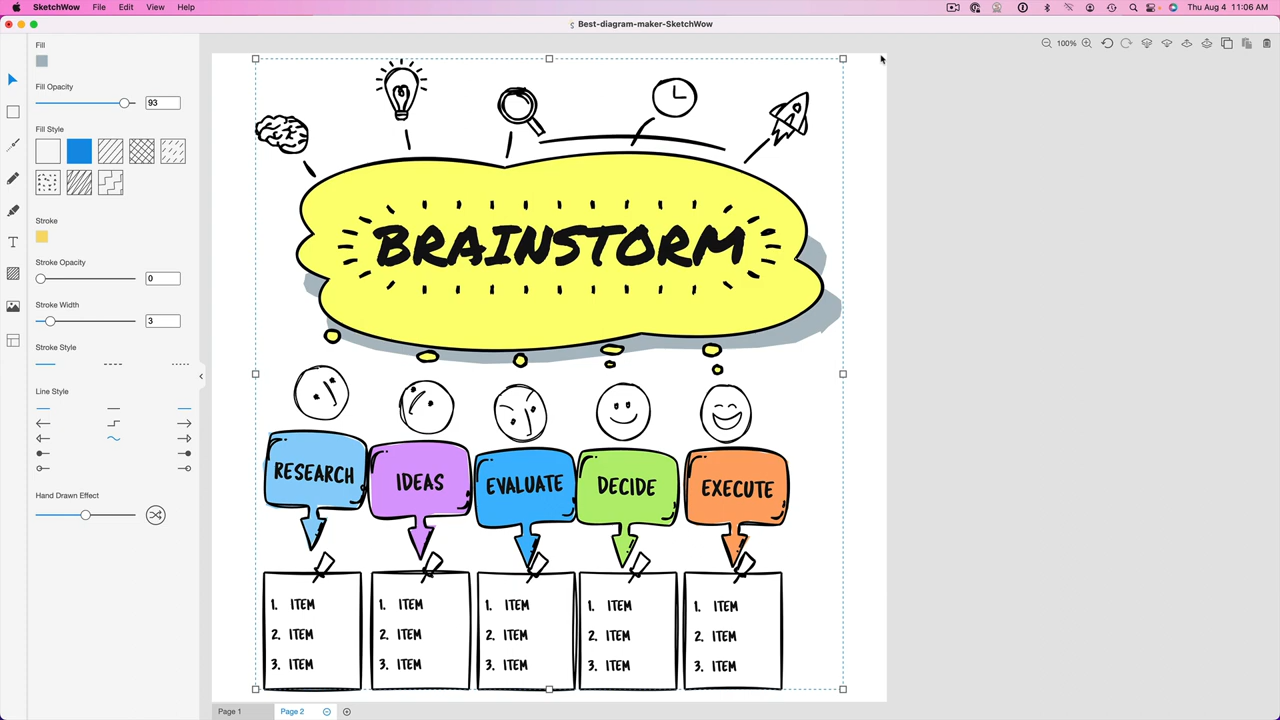 SketchWow File Edit View Help Thu Aug 4 11:06 AM
Best-diagram-maker-SketchWow
100%
Fill
Fill Opacity
93
Fill Style
Stroke
Stroke Opacity
0
Stroke Width
3
Stroke Style
Line Style
Hand Drawn Effect
BRAINSTORM
RESEARCH
IDEAS
EVALUATE
DECIDE
EXECUTE
1. ITEM
2. ITEM
3. ITEM
1. ITEM
2. ITEM
3. ITEM
1. ITEM
2. ITEM
3. ITEM
1. ITEM
2. ITEM
3. ITEM
1. ITEM
2. ITEM
3. ITEM
Page 1 Page 2